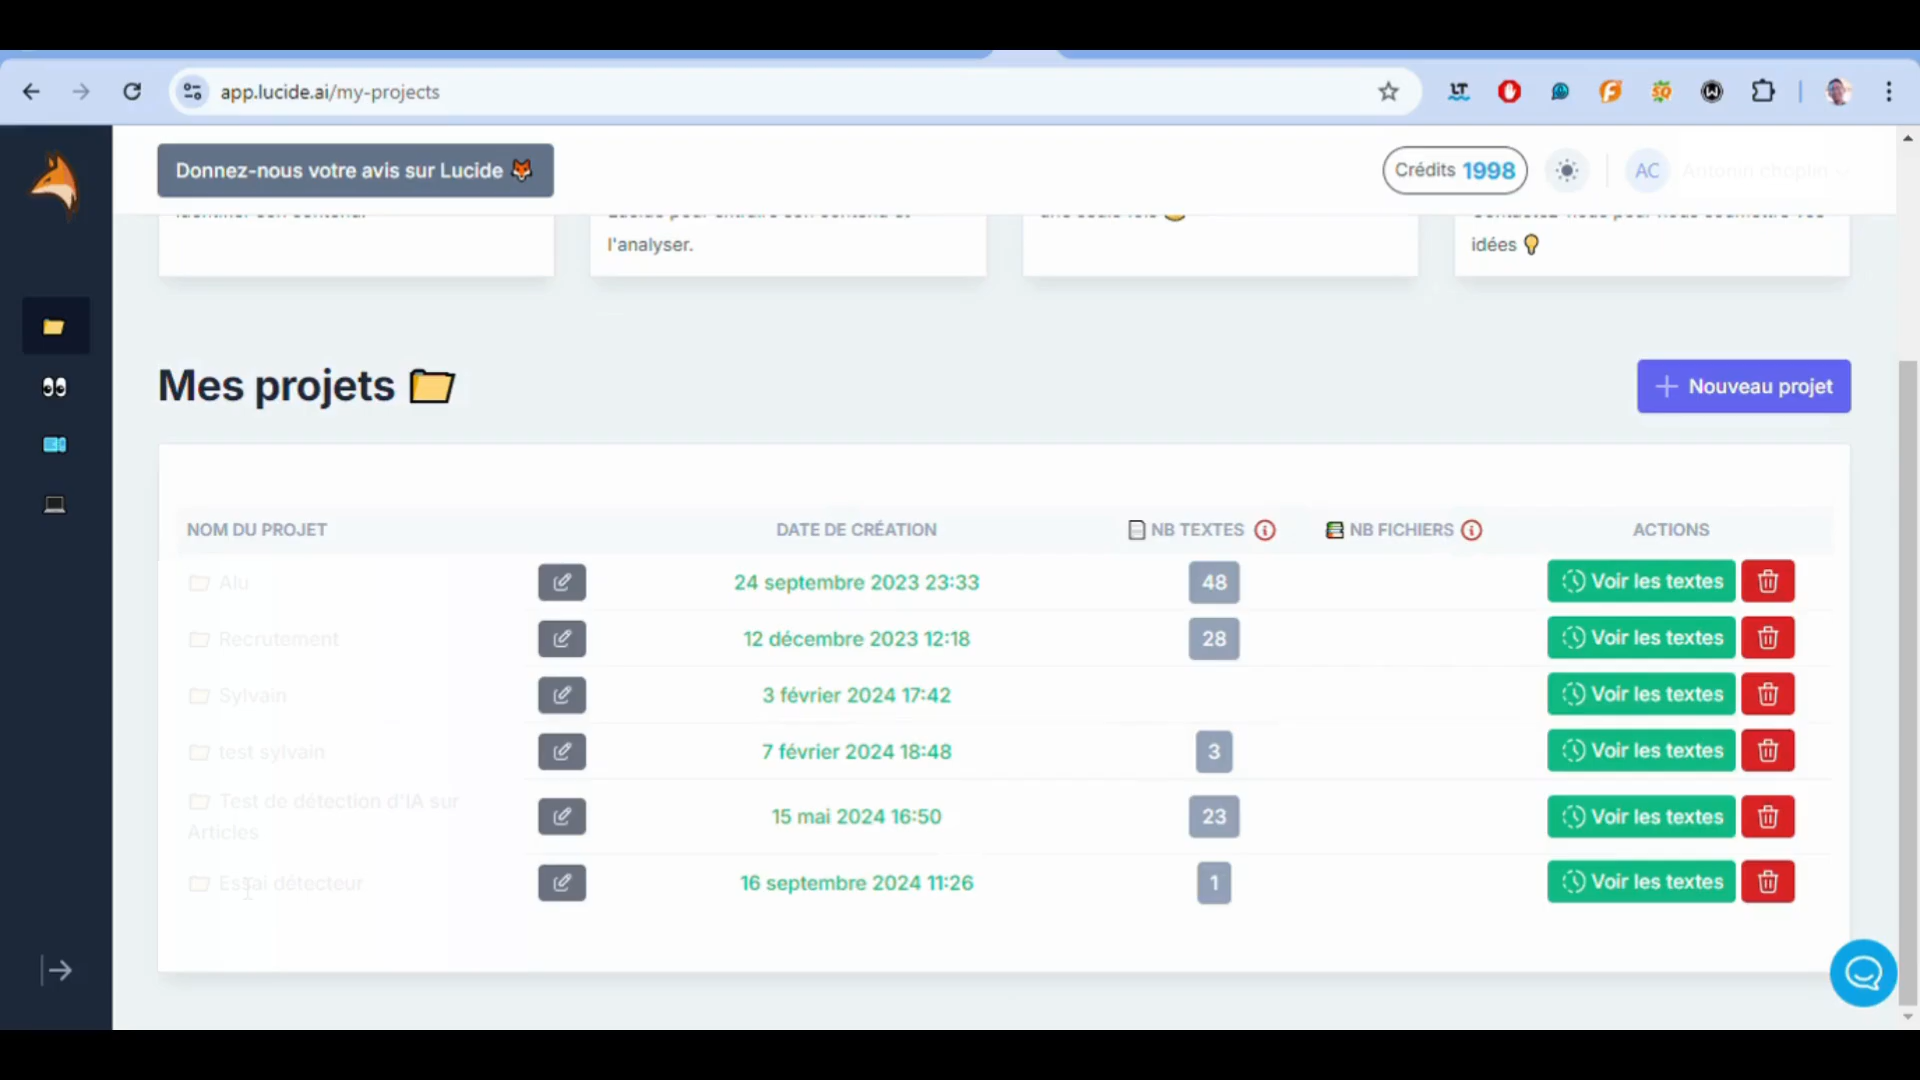 app.lucide.ai/my-projects
Donnez-nous votre avis sur Lucide
Crédits 1998
AC Antonin choplin
l'analyser.
idées
Mes projets
Nouveau projet
NOM DU PROJET DATE DE CRÉATION NB TEXTES NB FICHIERS ACTIONS
Alu 24 septembre 2023 23:33 48 Voir les textes
Recrutement 12 décembre 2023 12:18 28 Voir les textes
Sylvain 3 février 2024 17:42 Voir les textes
test sylvain 7 février 2024 18:48 3 Voir les textes
Test de détection d'IA sur
Articles 15 mai 2024 16:50 23 Voir les textes
Essai détecteur 16 septembre 2024 11:26 1 Voir les textes